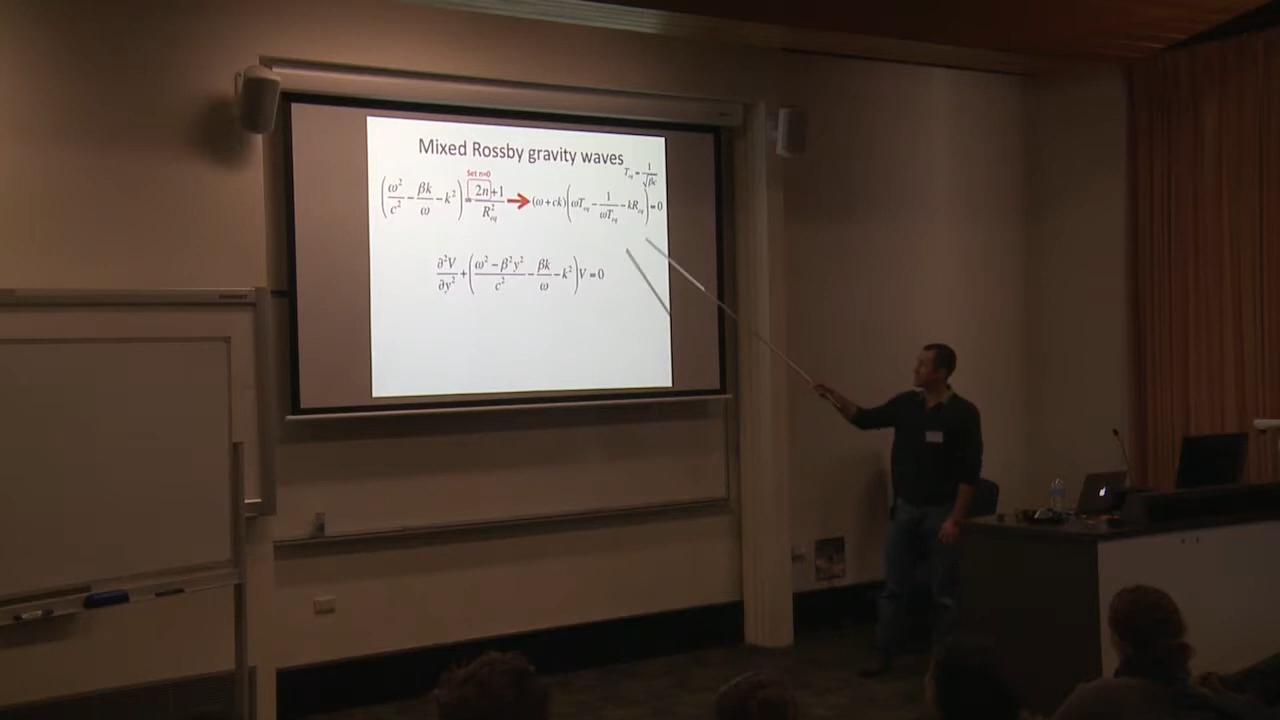 Mixed Rossby gravity waves
T_eq = 1/√βc
Set n=0
(ω²/c² − βk/ω − k²) = (2n+1)/R²_eq → (ω + ck)(ωT_eq − 1/(ωT_eq) − kR_eq) = 0
∂²V/∂y² + ((ω² − β²y²)/c² − βk/ω − k²)V = 0